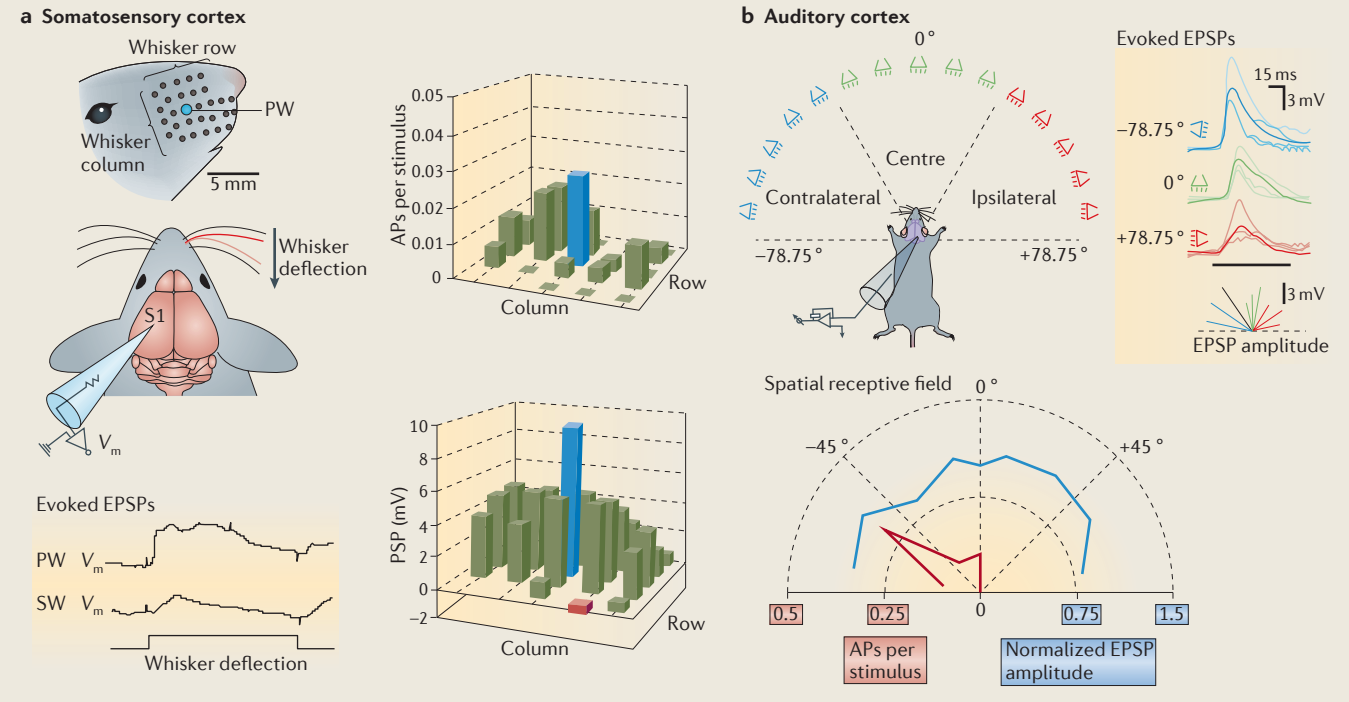 a Somatosensory cortex
Whisker row
PW
Whisker
column
5 mm
S1
Whisker
deflection
Vm
Evoked EPSPs
PW Vm
SW Vm
Whisker deflection
APs per stimulus
0.05
0.04
0.03
0.02
0.01
0
Column
Row
PSP (mV)
10
8
6
4
2
0
−2
Column
Row
b Auditory cortex
0°
Centre
Contralateral
Ipsilateral
−78.75°
+78.75°
Evoked EPSPs
15 ms
3 mV
−78.75°
0°
+78.75°
3 mV
EPSP amplitude
Spatial receptive field
0°
−45°
+45°
0.5
0.25
0
0.75
1.5
APs per
stimulus
Normalized EPSP
amplitude